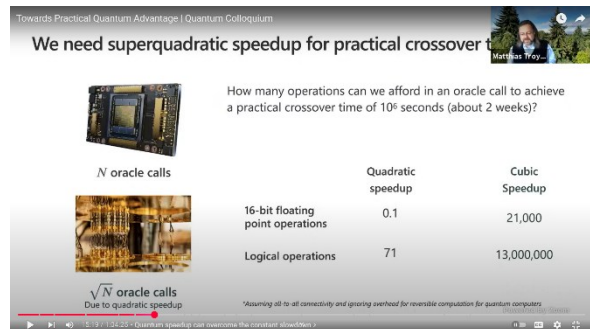 Towards Practical Quantum Advantage | Quantum Colloquium
We need superquadratic speedup for practical crossover t
Matthias Troy...
How many operations can we afford in an oracle call to achieve
a practical crossover time of 10⁶ seconds (about 2 weeks)?
N oracle calls
Quadratic speedup
Cubic Speedup
16-bit floating point operations
0.1
21,000
Logical operations
71
13,000,000
√N oracle calls
Due to quadratic speedup
*Assuming all-to-all connectivity and ignoring overhead for reversible computation for quantum computers
15:19 / 1:24:25 • Quantum speedup can overcome the constant slowdown >